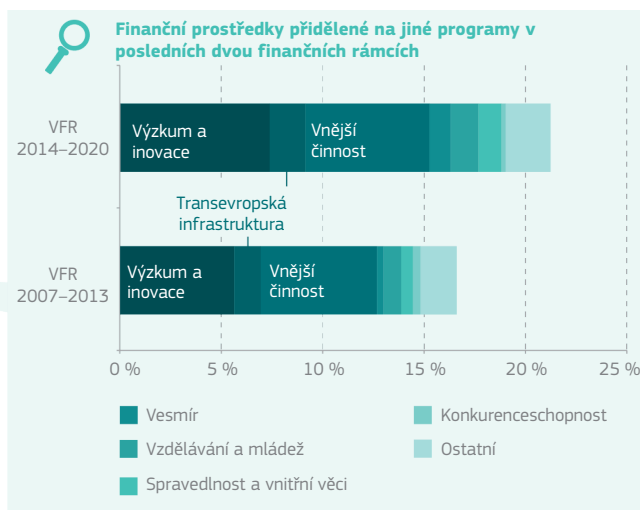 Finanční prostředky přidělené na jiné programy v
posledních dvou finančních rámcích
VFR
2014–2020
Výzkum a
inovace
Vnější
činnost
Transevropská
infrastruktura
VFR
2007–2013
Výzkum a
inovace
Vnější
činnost
0 %
5 %
10 %
15 %
20 %
25 %
Vesmír
Vzdělávání a mládež
Spravedlnost a vnitřní věci
Konkurenceschopnost
Ostatní